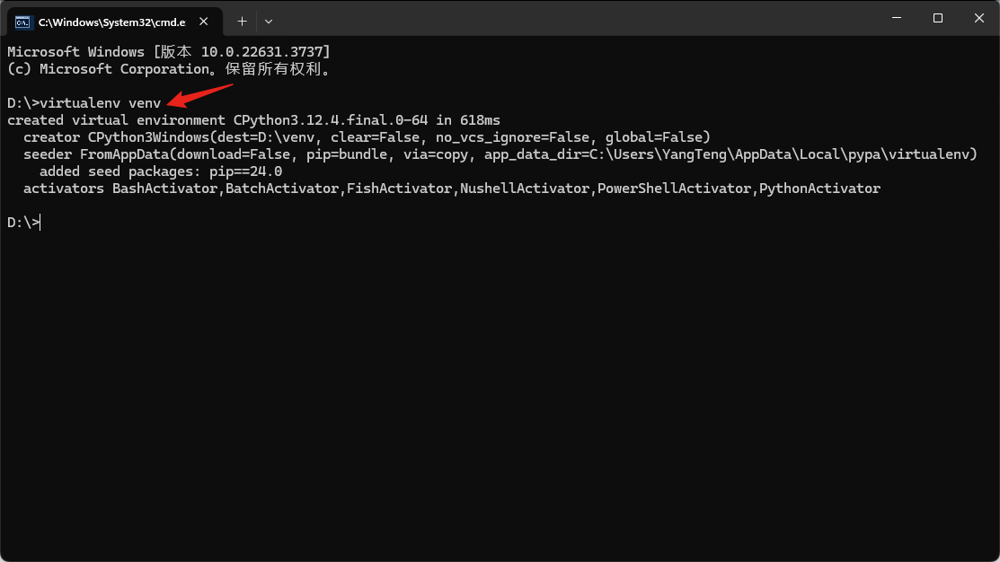 C:\Windows\System32\cmd.e
Microsoft Windows [版本 10.0.22631.3737]
(c) Microsoft Corporation。保留所有权利。
D:\>virtualenv venv
created virtual environment CPython3.12.4.final.0-64 in 618ms
  creator CPython3Windows(dest=D:\venv, clear=False, no_vcs_ignore=False, global=False)
  seeder FromAppData(download=False, pip=bundle, via=copy, app_data_dir=C:\Users\YangTeng\AppData\Local\pypa\virtualenv)
    added seed packages: pip==24.0
  activators BashActivator,BatchActivator,FishActivator,NushellActivator,PowerShellActivator,PythonActivator
D:\>